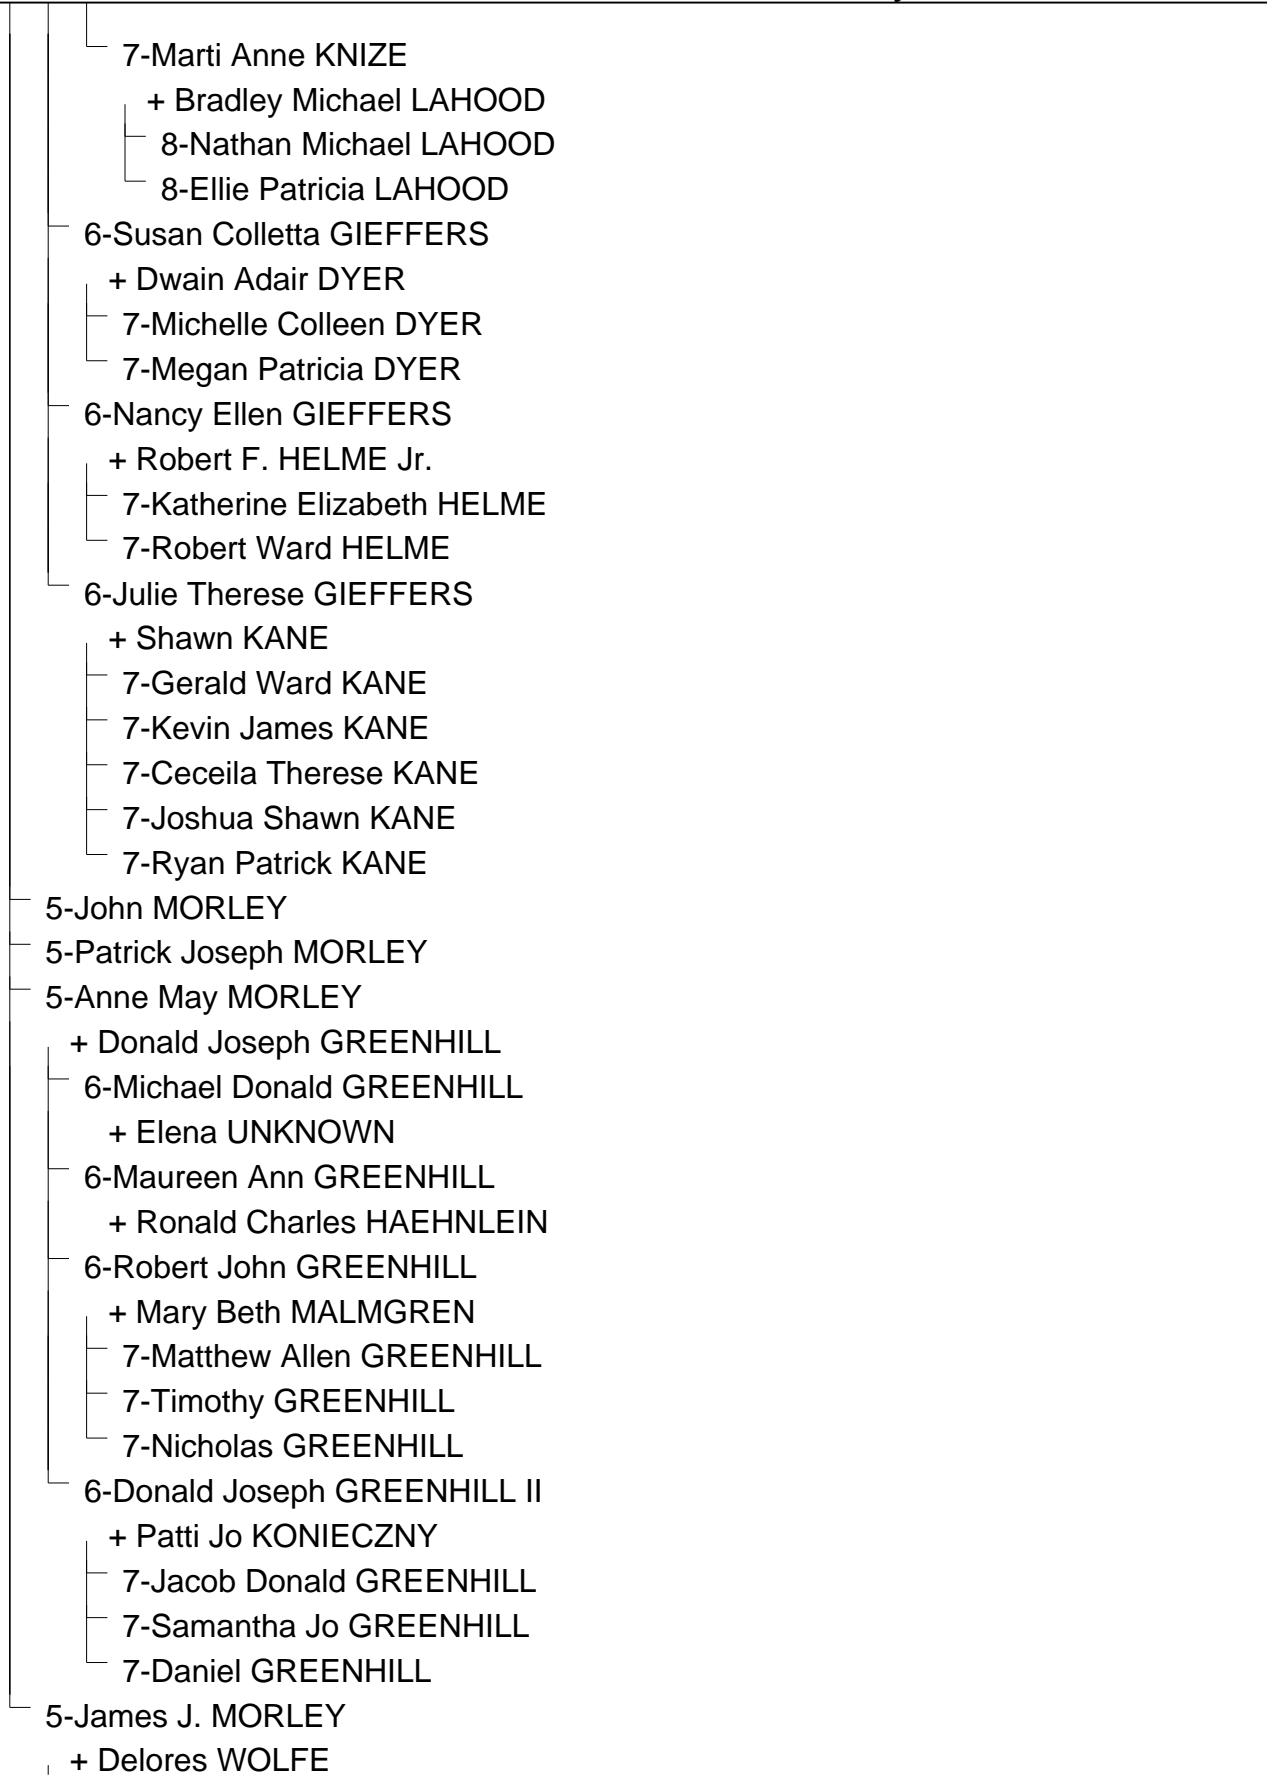 7-Marti Anne KNIZE
+ Bradley Michael LAHOOD
8-Nathan Michael LAHOOD
8-Ellie Patricia LAHOOD
6-Susan Colletta GIEFFERS
+ Dwain Adair DYER
7-Michelle Colleen DYER
7-Megan Patricia DYER
6-Nancy Ellen GIEFFERS
+ Robert F. HELME Jr.
7-Katherine Elizabeth HELME
7-Robert Ward HELME
6-Julie Therese GIEFFERS
+ Shawn KANE
7-Gerald Ward KANE
7-Kevin James KANE
7-Ceceila Therese KANE
7-Joshua Shawn KANE
7-Ryan Patrick KANE
5-John MORLEY
5-Patrick Joseph MORLEY
5-Anne May MORLEY
+ Donald Joseph GREENHILL
6-Michael Donald GREENHILL
+ Elena UNKNOWN
6-Maureen Ann GREENHILL
+ Ronald Charles HAEHNLEIN
6-Robert John GREENHILL
+ Mary Beth MALMGREN
7-Matthew Allen GREENHILL
7-Timothy GREENHILL
7-Nicholas GREENHILL
6-Donald Joseph GREENHILL II
+ Patti Jo KONIECZNY
7-Jacob Donald GREENHILL
7-Samantha Jo GREENHILL
7-Daniel GREENHILL
5-James J. MORLEY
+ Delores WOLFE